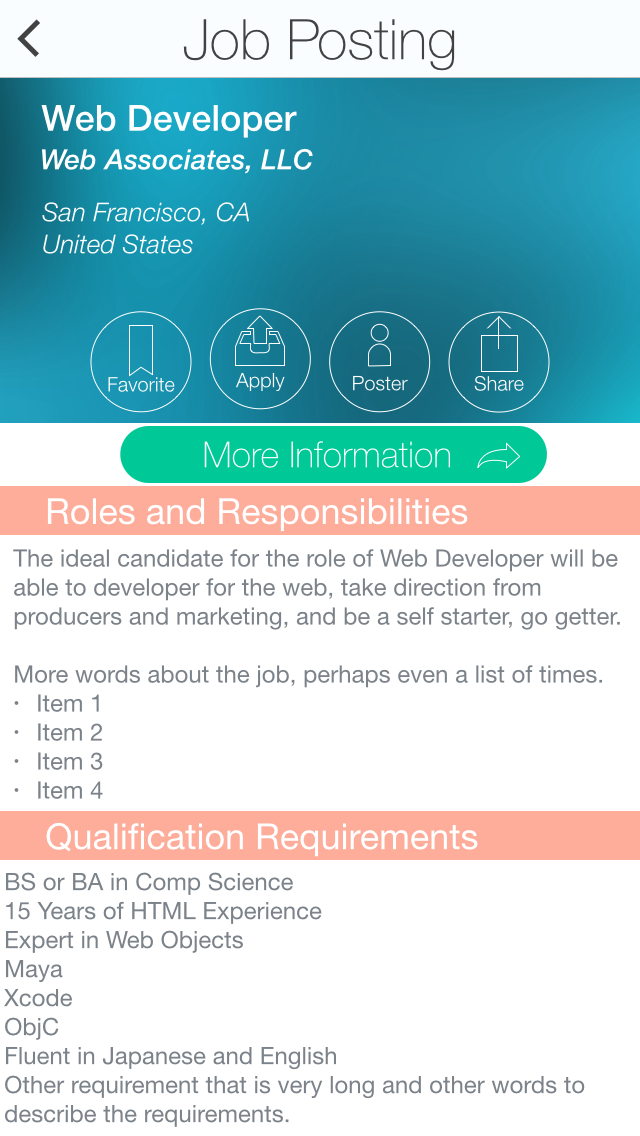 Job Posting
Web Developer
Web Associates, LLC
San Francisco, CA
United States
Favorite
Apply
Poster
Share
More Information
Roles and Responsibilities
The ideal candidate for the role of Web Developer will be
able to developer for the web, take direction from
producers and marketing, and be a self starter, go getter.
More words about the job, perhaps even a list of times.
• Item 1
• Item 2
• Item 3
• Item 4
Qualification Requirements
BS or BA in Comp Science
15 Years of HTML Experience
Expert in Web Objects
Maya
Xcode
ObjC
Fluent in Japanese and English
Other requirement that is very long and other words to
describe the requirements.